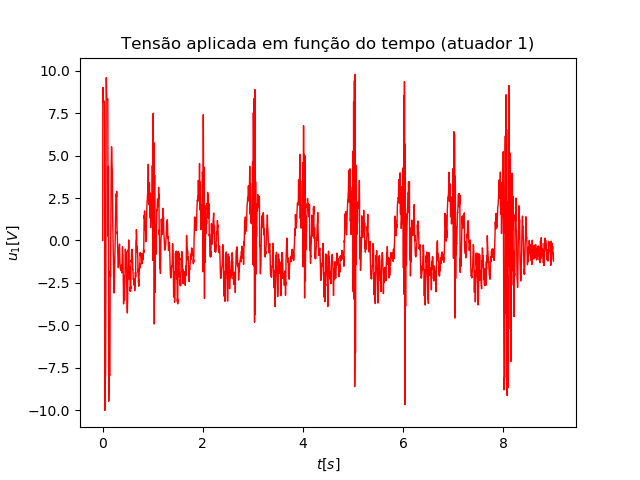 Tensão aplicada em função do tempo (atuador 1)
10.0
7.5
5.0
2.5
0.0
−2.5
−5.0
−7.5
−10.0
u₁[V]
0 2 4 6 8
t[s]